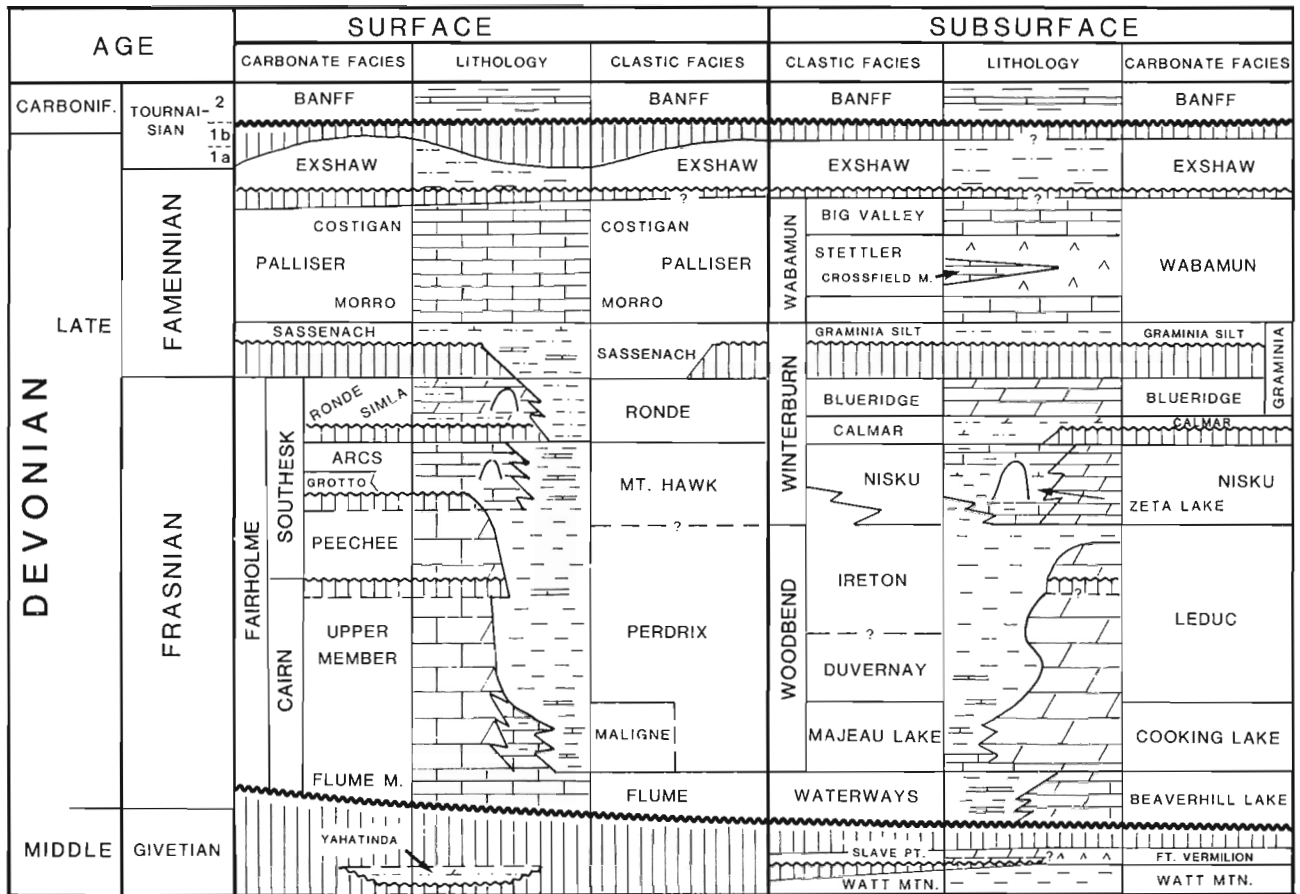 AGE
SURFACE
SUBSURFACE
CARBONATE FACIES
LITHOLOGY
CLASTIC FACIES
CLASTIC FACIES
LITHOLOGY
CARBONATE FACIES
CARBONIF.
TOURNAI-
SIAN
2
1b
1a
BANFF
BANFF
BANFF
BANFF
?
EXSHAW
EXSHAW
EXSHAW
EXSHAW
?
?
DEVONIAN
LATE
FAMENNIAN
COSTIGAN
PALLISER
MORRO
COSTIGAN
PALLISER
MORRO
WABAMUN
BIG VALLEY
STETTLER
CROSSFIELD M.
WABAMUN
SASSENACH
SASSENACH
GRAMINIA SILT
GRAMINIA SILT
GRAMINIA
FRASNIAN
FAIRHOLME
SOUTHESK
RONDE
SIMLA
RONDE
WINTERBURN
BLUERIDGE
BLUERIDGE
CALMAR
CALMAR
ARCS
GROTTO
MT. HAWK
NISKU
NISKU
ZETA LAKE
?
PEECHEE
WOODBEND
IRETON
?
LEDUC
CAIRN
UPPER
MEMBER
PERDRIX
?
DUVERNAY
MALIGNE
MAJEAU LAKE
COOKING LAKE
FLUME M.
FLUME
WATERWAYS
BEAVERHILL LAKE
MIDDLE
GIVETIAN
YAHATINDA
SLAVE PT.
?
FT. VERMILION
WATT MTN.
WATT MTN.